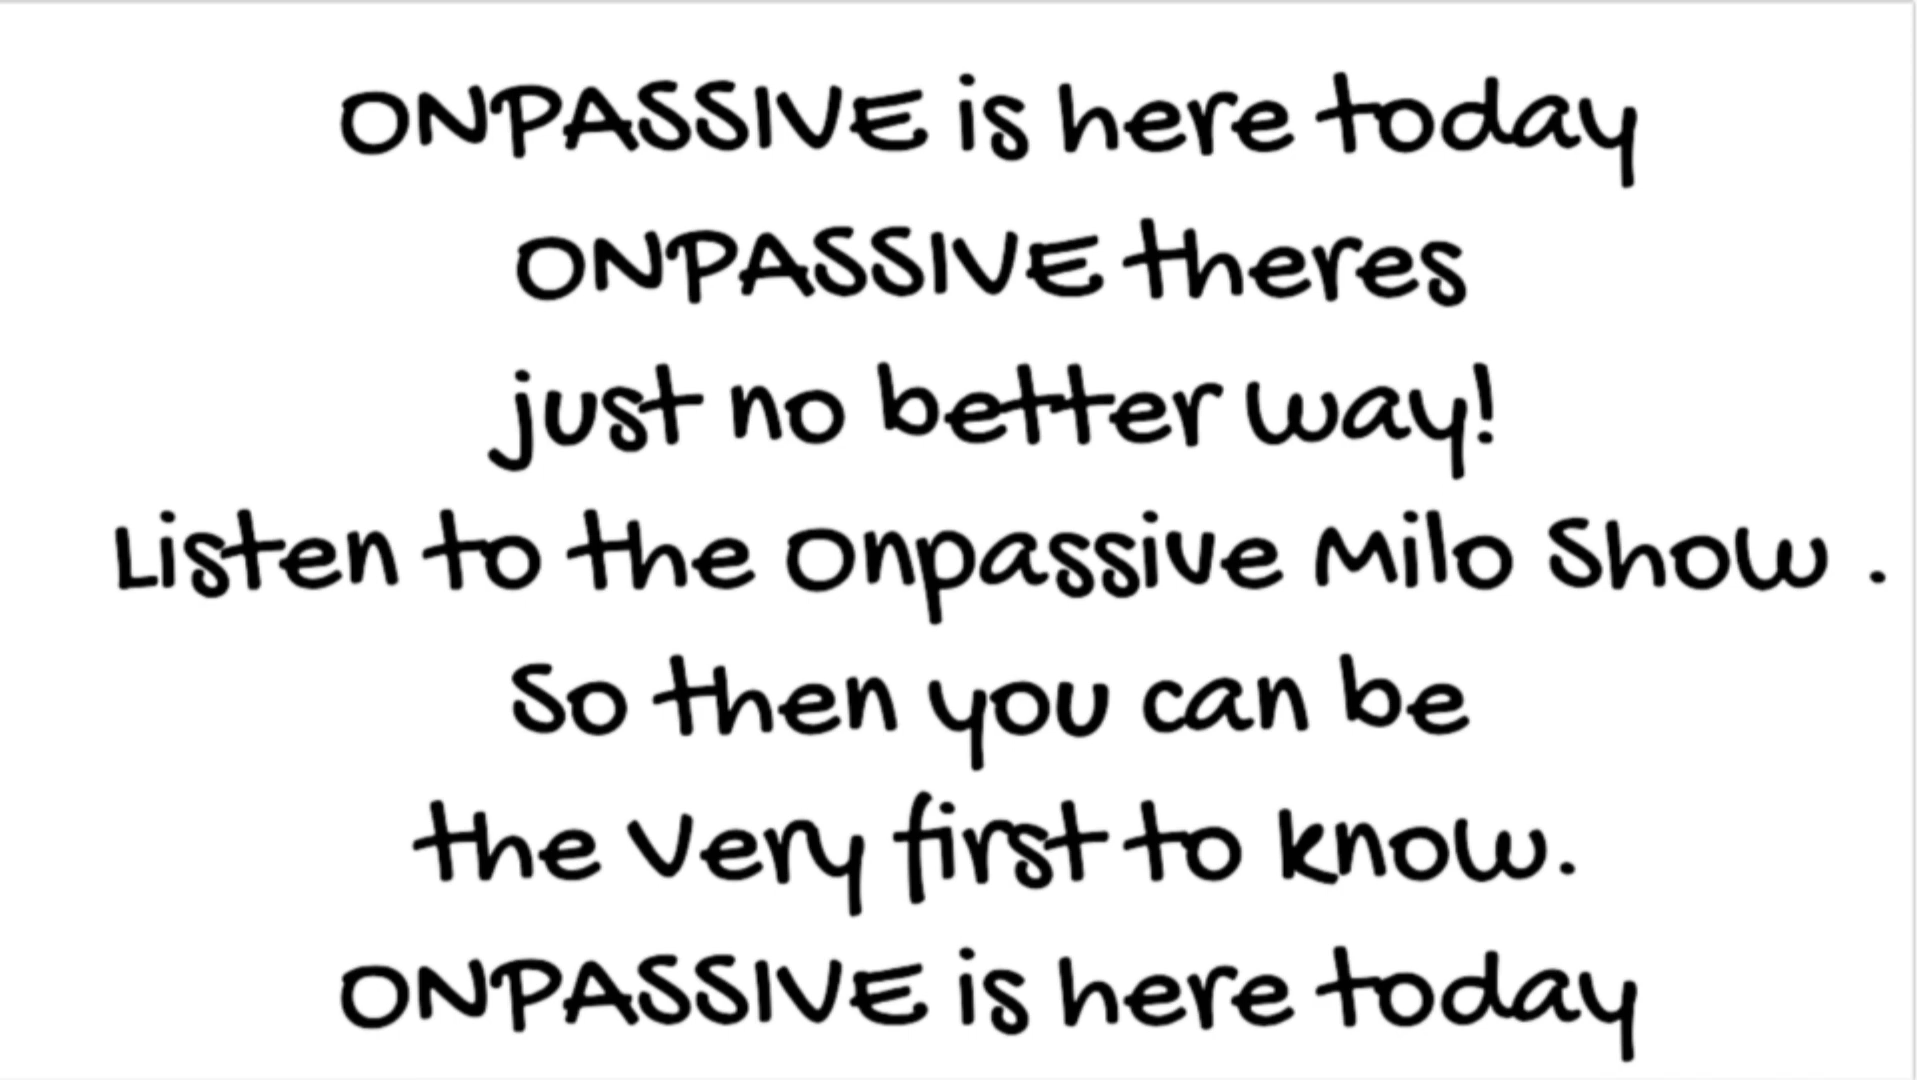 ONPASSIVE is here today
ONPASSIVE theres
just no better way!
Listen to the Onpassive Milo Show .
So then you can be
the very first to know.
ONPASSIVE is here today